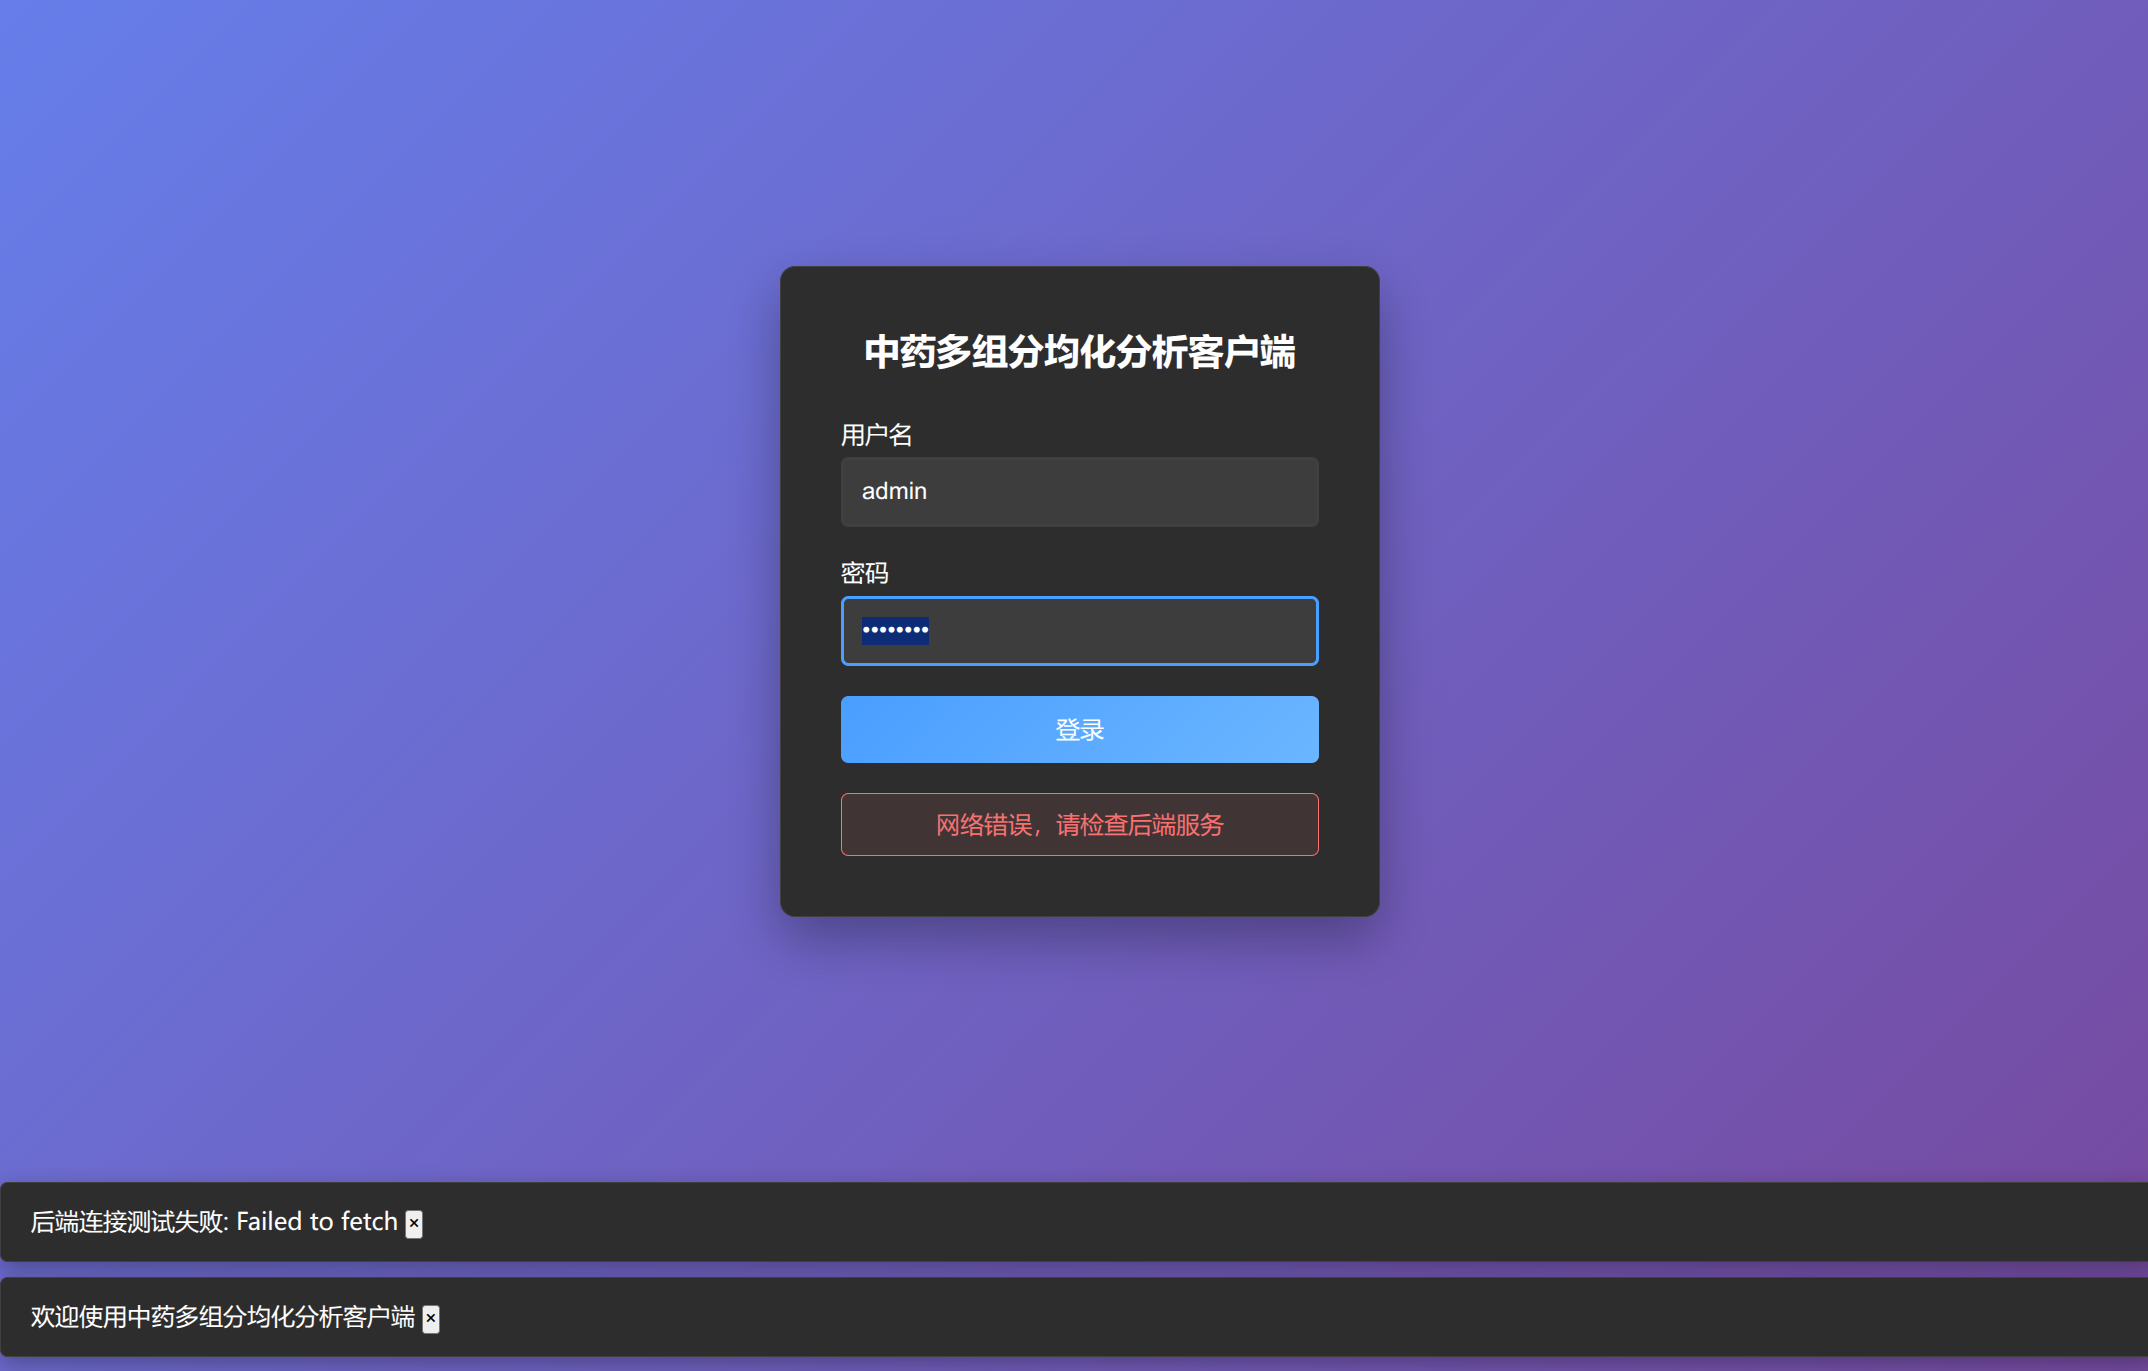 中药多组分均化分析客户端
用户名
admin
密码
••••••••
登录
网络错误，请检查后端服务
后端连接测试失败: Failed to fetch ×
欢迎使用中药多组分均化分析客户端 ×